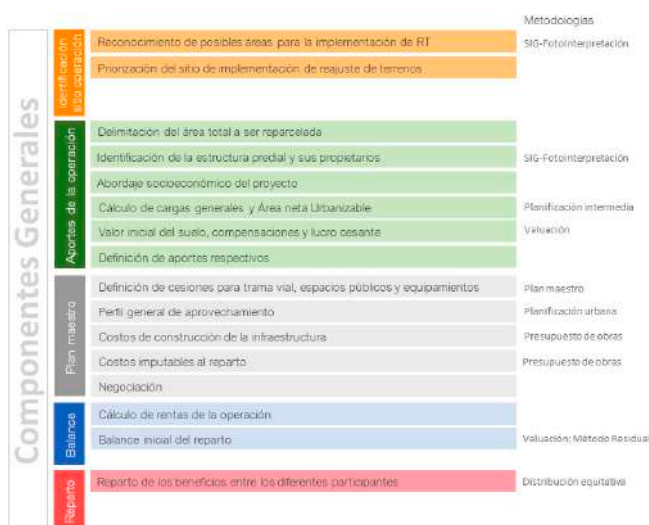 Metodologías
Componentes Generales
Identificación
sitio operación
Reconocimiento de posibles áreas para la implementación de RT
SIG-Fotointerpretación
Priorización del sitio de implementación de reajuste de terrenos
Aportes de la operación
Delimitación del área total a ser reparcelada
Identificación de la estructura predial y sus propietarios
SIG-Fotointerpretación
Abordaje socioeconómico del proyecto
Cálculo de cargas generales y Área neta Urbanizable
Planificación intermedia
Valor inicial del suelo, compensaciones y lucro cesante
Valuación
Definición de aportes respectivos
Plan maestro
Definición de cesiones para trama vial, espacios públicos y equipamientos
Plan maestro
Perfil general de aprovechamiento
Planificación urbana
Costos de construcción de la infraestructura
Presupuesto de obras
Costos imputables al reparto
Presupuesto de obras
Negociación
Balance
Cálculo de rentas de la operación
Balance inicial del reparto
Valuación: Método Residual
Reparto
Reparto de los beneficios entre los diferentes participantes
Distribución equitativa